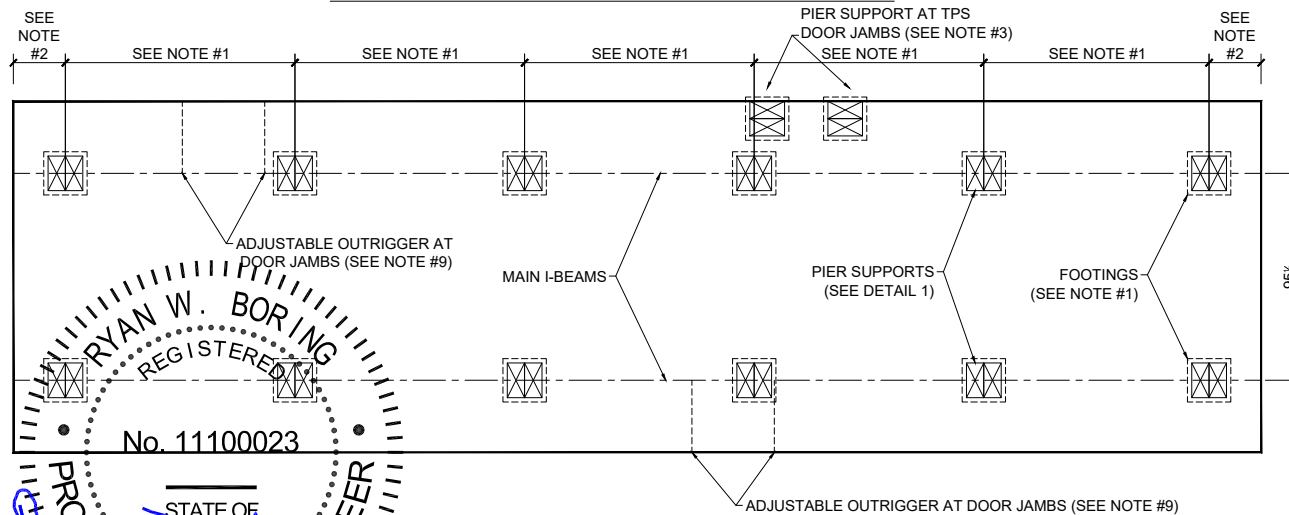 SEE
NOTE
#2
SEE NOTE #1
SEE NOTE #1
SEE NOTE #1
PIER SUPPORT AT TPS
DOOR JAMBS (SEE NOTE #3)
SEE NOTE #1
SEE NOTE #1
SEE
NOTE
#2
ADJUSTABLE OUTRIGGER AT
DOOR JAMBS (SEE NOTE #9)
MAIN I-BEAMS
PIER SUPPORTS
(SEE DETAIL 1)
FOOTINGS
(SEE NOTE #1)
RYAN W. BORING
REGISTERED
No. 11100023
STATE OF
ADJUSTABLE OUTRIGGER AT DOOR JAMBS (SEE NOTE #9)